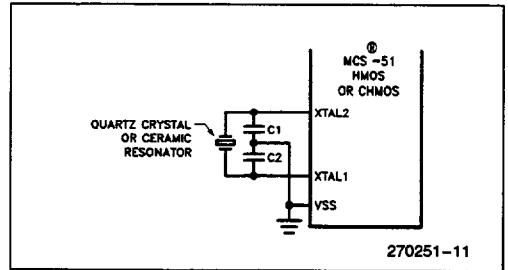 ®
MCS -51
HMOS
OR CHMOS
XTAL2
QUARTZ CRYSTAL
OR CERAMIC
RESONATOR
C1
C2
XTAL1
VSS
270251-11